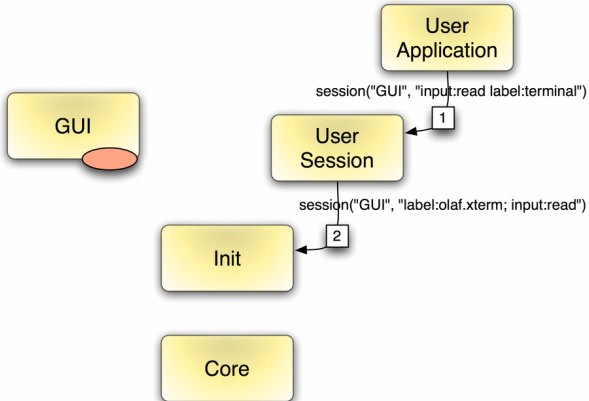 User
Application
session("GUI", "input:read label:terminal")
GUI
1
User
Session
session("GUI", "label:olaf.xterm; input:read")
2
Init
Core